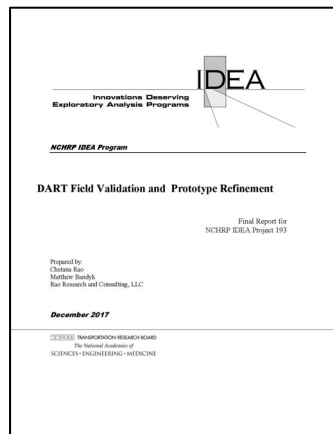 IDEA
Innovations Deserving
Exploratory Analysis Programs
NCHRP IDEA Program
DART Field Validation and Prototype Refinement
Final Report for
NCHRP IDEA Project 193
Prepared by:
Chetana Rao
Matthew Bandyk
Rao Research and Consulting, LLC
December 2017
TRANSPORTATION RESEARCH BOARD
The National Academies of
SCIENCES • ENGINEERING • MEDICINE